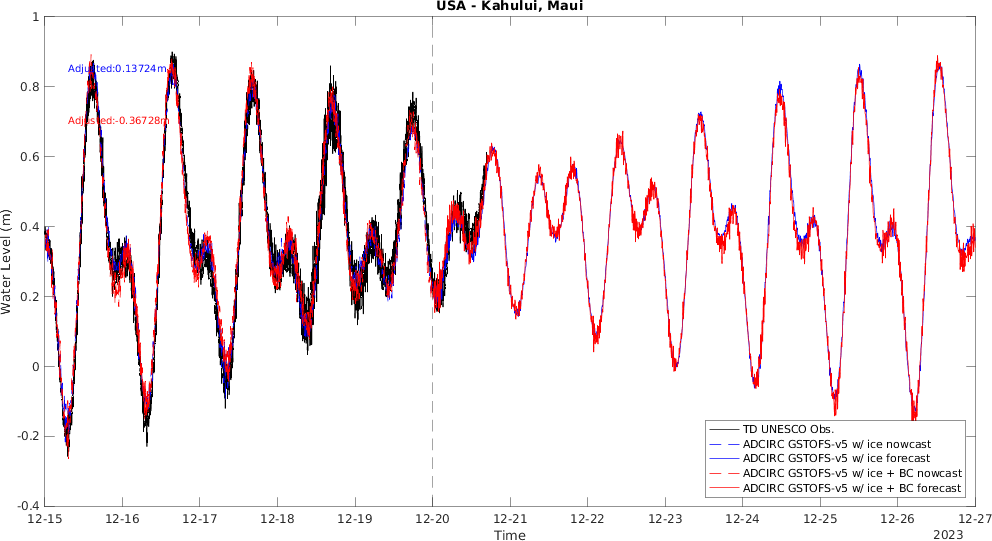 USA - Kahului, Maui
Water Level (m)
1
0.8
0.6
0.4
0.2
0
-0.2
-0.4
Adjusted:0.13724m
Adjusted:-0.36728m
TD UNESCO Obs.
ADCIRC GSTOFS-v5 w/ ice nowcast
ADCIRC GSTOFS-v5 w/ ice forecast
ADCIRC GSTOFS-v5 w/ ice + BC nowcast
ADCIRC GSTOFS-v5 w/ ice + BC forecast
12-15 12-16 12-17 12-18 12-19 12-20 12-21 12-22 12-23 12-24 12-25 12-26 12-27
Time
2023